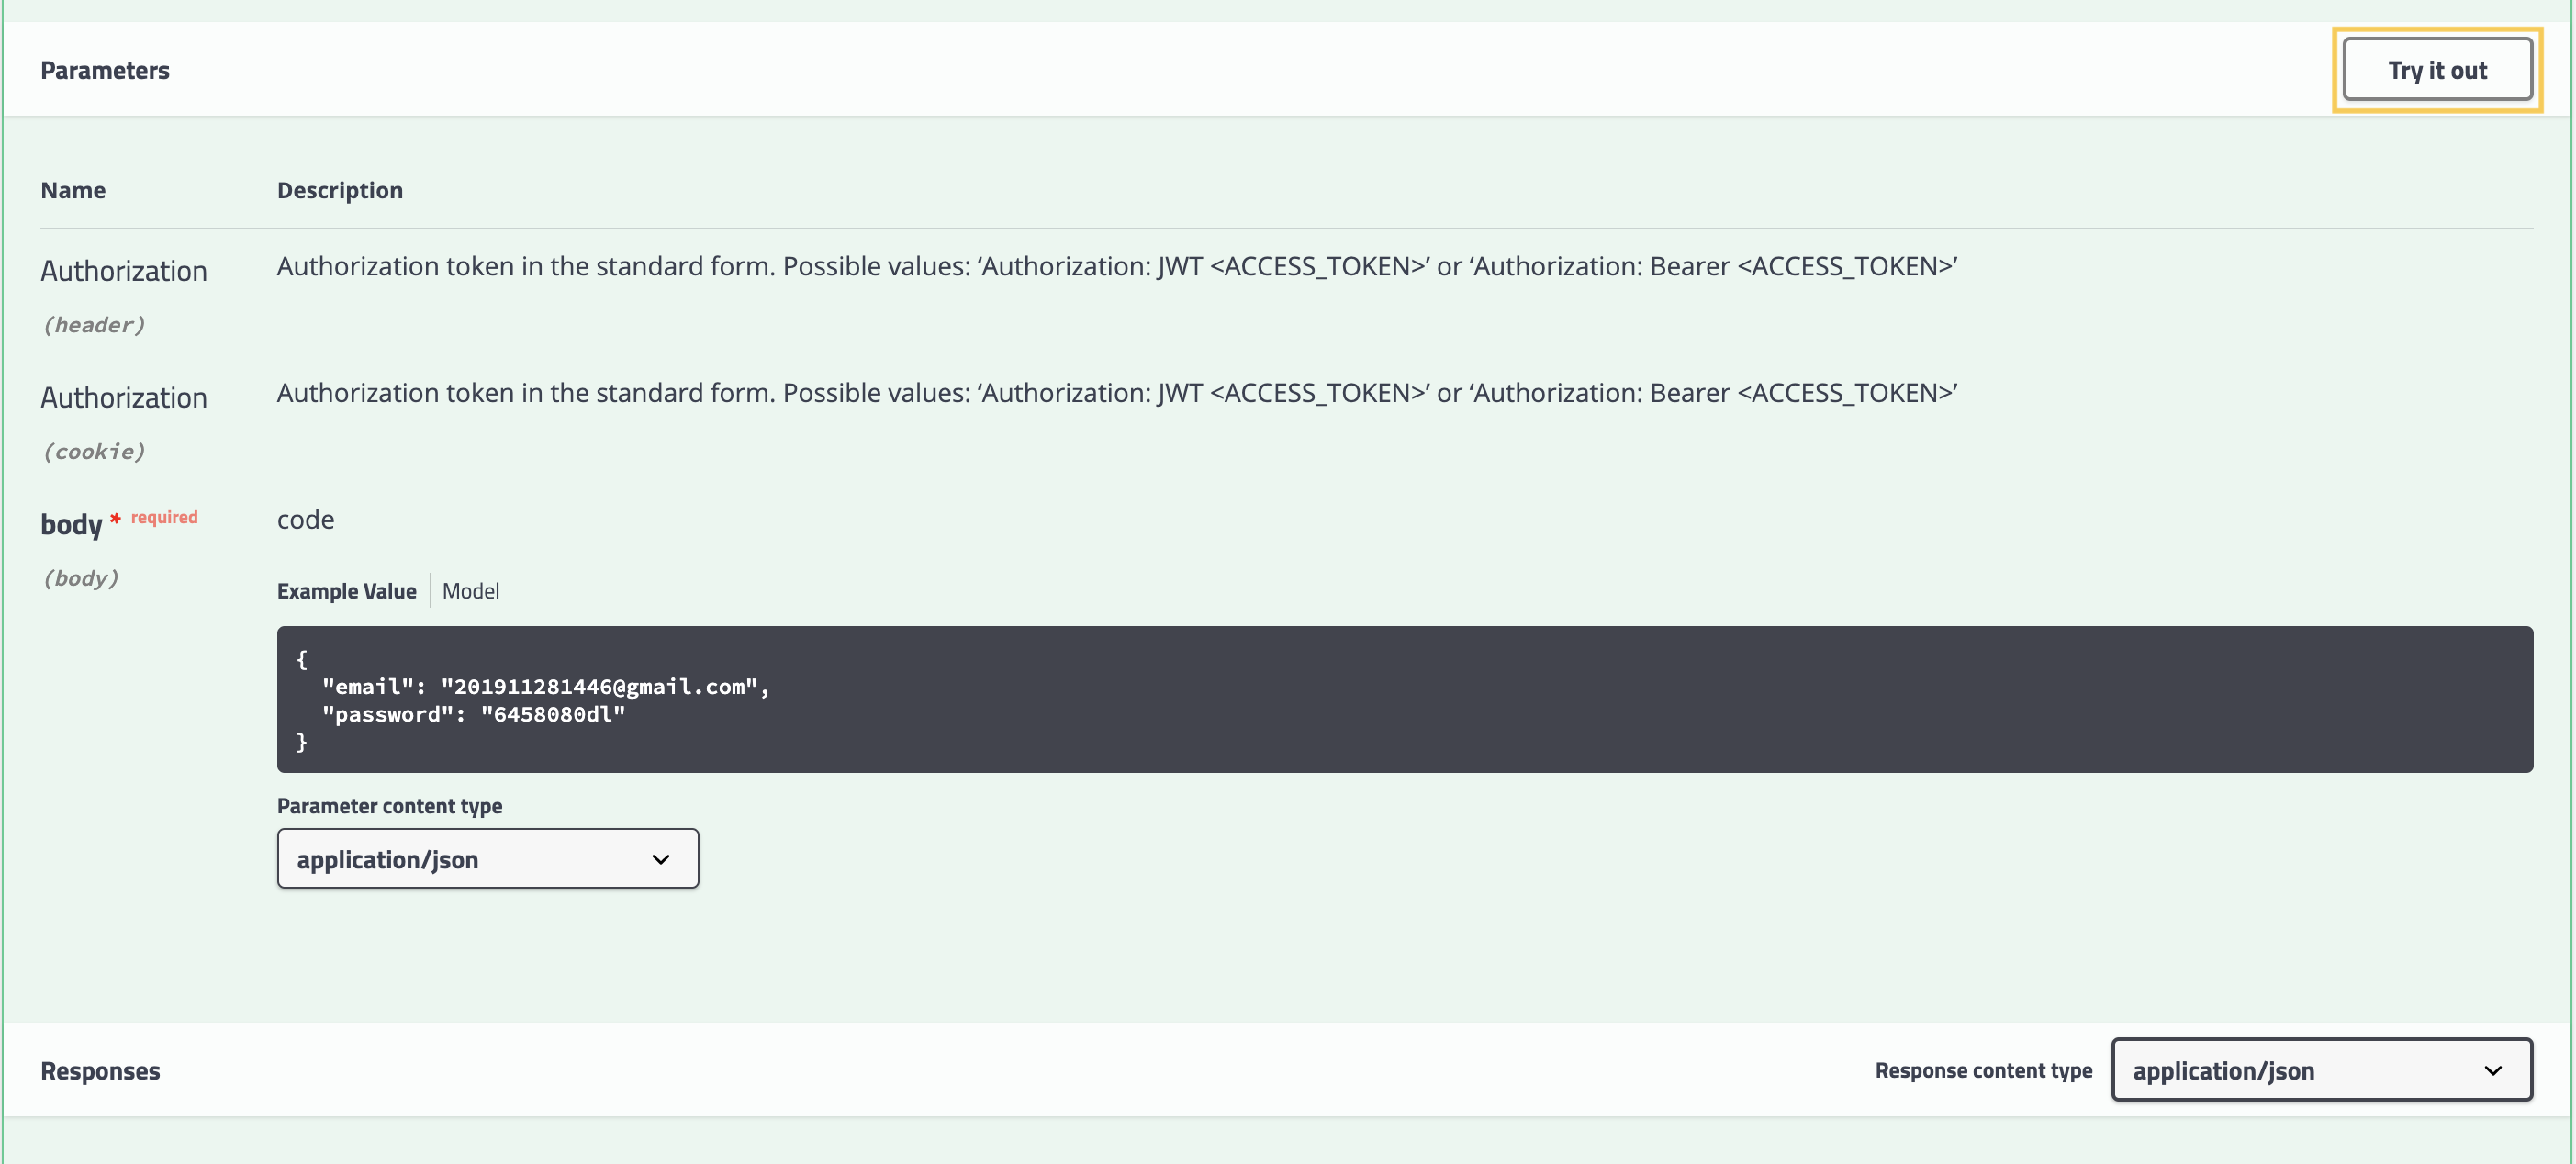 Parameters
Try it out
Name Description
Authorization Authorization token in the standard form. Possible values: ‘Authorization: JWT <ACCESS_TOKEN>’ or ‘Authorization: Bearer <ACCESS_TOKEN>’
(header)
Authorization Authorization token in the standard form. Possible values: ‘Authorization: JWT <ACCESS_TOKEN>’ or ‘Authorization: Bearer <ACCESS_TOKEN>’
(cookie)
body * required code
(body)
Example Value Model
{
"email": "201911281446@gmail.com",
"password": "6458080dl"
}
Parameter content type
application/json
Responses Response content type application/json